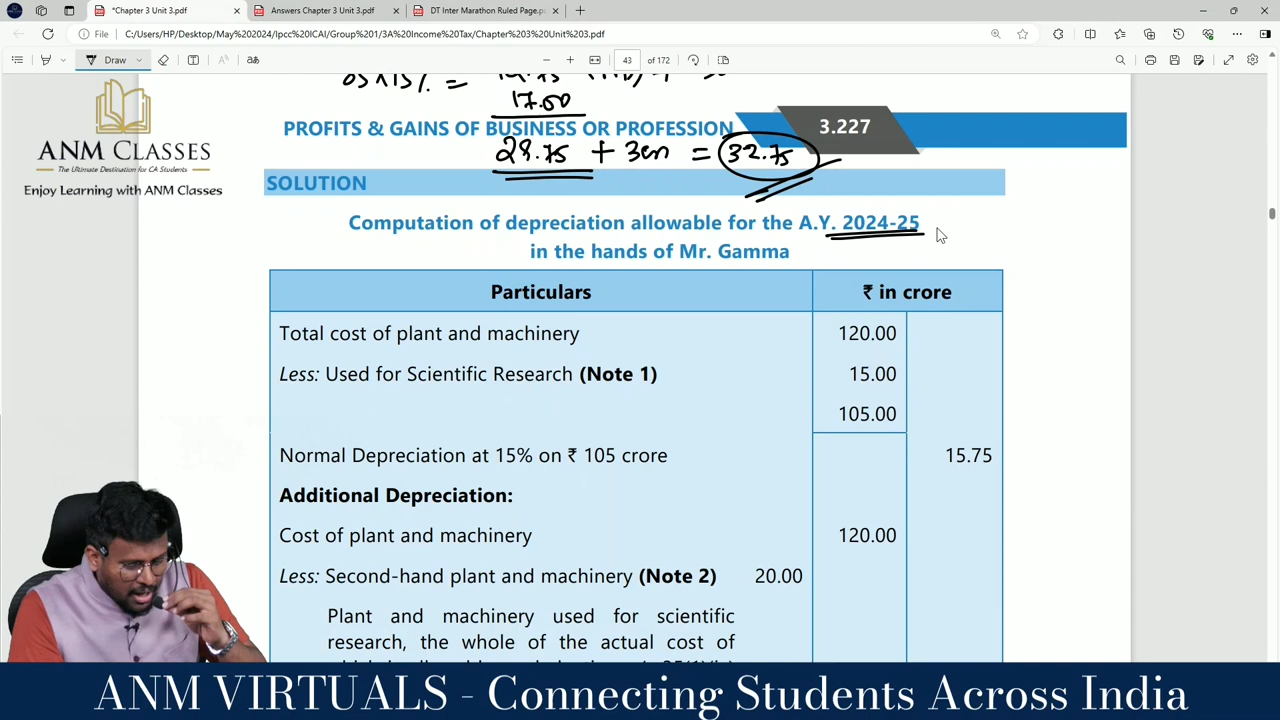 *Chapter 3 Unit 3.pdf
Answers Chapter 3 Unit 3.pdf
DT Inter Marathon Ruled Page.p
File
C:/Users/HP/Desktop/May%202024/Ipcc%20ICAI/Group%201/3A%20Income%20Tax/Chapter%203%20Unit%203.pdf
Draw
43 of 172
17.00
PROFITS & GAINS OF BUSINESS OR PROFESSION
3.227
ANM CLASSES
The Ultimate Destination for CA Students
Enjoy Learning with ANM Classes
+ 3cn = 32.75
SOLUTION
Computation of depreciation allowable for the A.Y. 2024-25
in the hands of Mr. Gamma
Particulars ₹ in crore
Total cost of plant and machinery 120.00
Less: Used for Scientific Research (Note 1) 15.00
105.00
Normal Depreciation at 15% on ₹ 105 crore 15.75
Additional Depreciation:
Cost of plant and machinery 120.00
Less: Second-hand plant and machinery (Note 2) 20.00
Plant and machinery used for scientific
research, the whole of the actual cost of
ANM VIRTUALS - Connecting Students Across India